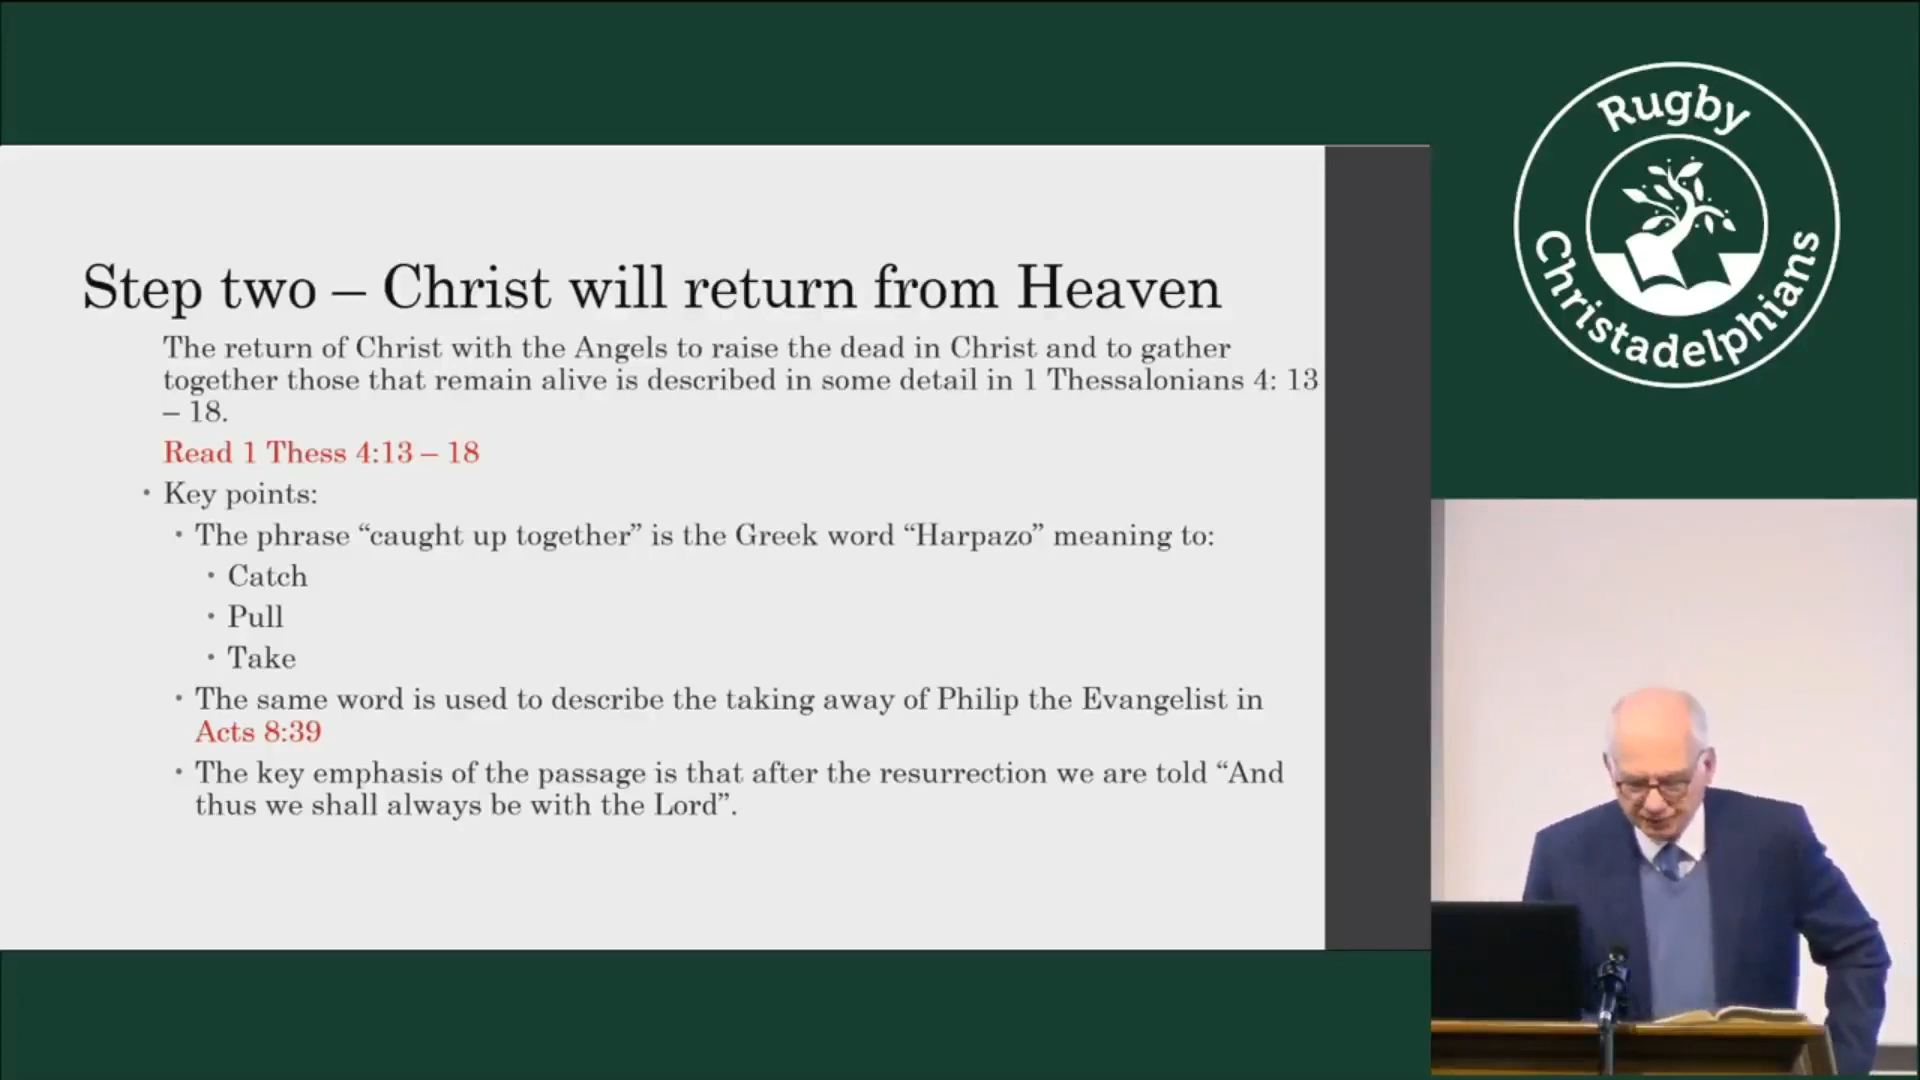 Step two – Christ will return from Heaven
The return of Christ with the Angels to raise the dead in Christ and to gather
together those that remain alive is described in some detail in 1 Thessalonians 4: 13
– 18.
Read 1 Thess 4:13 – 18
• Key points:
• The phrase “caught up together” is the Greek word “Harpazo” meaning to:
• Catch
• Pull
• Take
• The same word is used to describe the taking away of Philip the Evangelist in
Acts 8:39
• The key emphasis of the passage is that after the resurrection we are told “And
thus we shall always be with the Lord”.
Rugby
Christadelphians